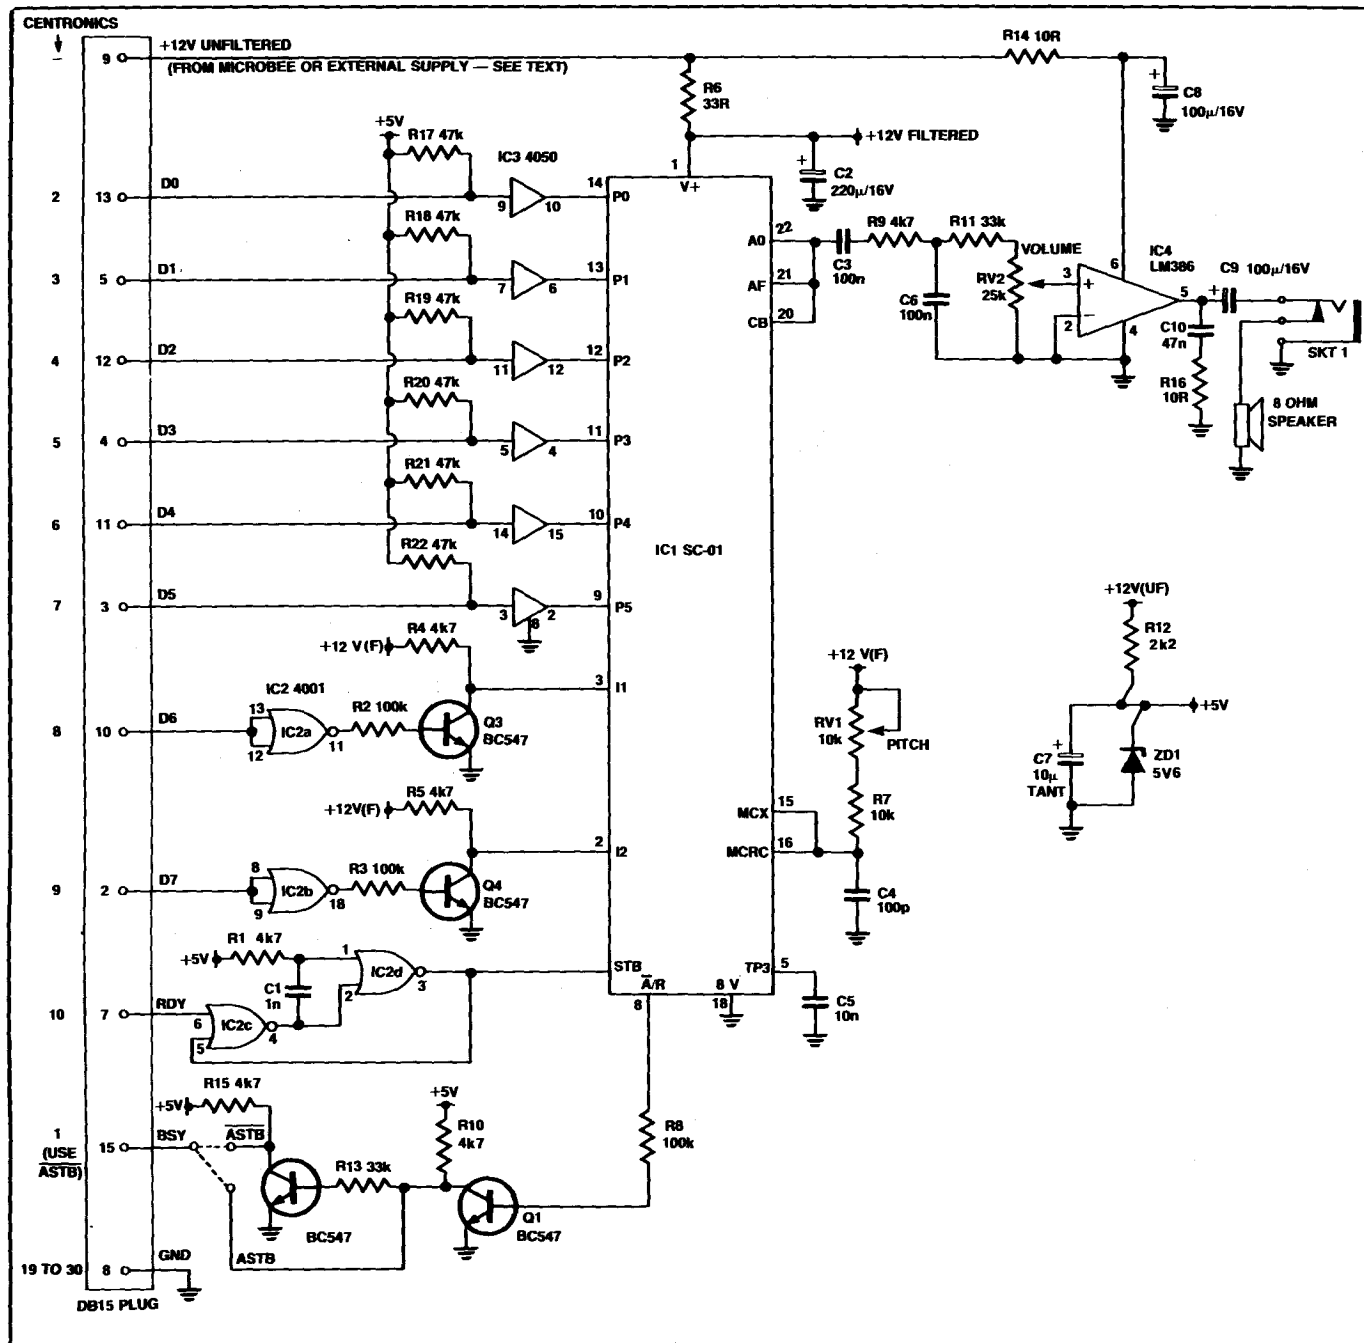 CENTRONICS
+12V UNFILTERED
(FROM MICROBEE OR EXTERNAL SUPPLY — SEE TEXT)
9
R14 10R
R6
33R
+
C8
100µ/16V
+5V
R17 47k
IC3 4050
+12V FILTERED
1
V+
+
C2
220µ/16V
2
13
D0
9
10
14
P0
R18 47k
3
5
D1
7
6
13
P1
R19 47k
4
12
D2
11
12
12
P2
R20 47k
5
4
D3
5
4
11
P3
R21 47k
6
11
D4
14
15
10
P4
R22 47k
7
3
D5
3
2
8
9
P5
IC1 SC-01
A0
22
AF
21
CB
20
C3
100n
R9 4k7
R11 33k
C6
100n
VOLUME
RV2
25k
IC4
LM386
6
3
+
2
−
4
5
+
C9 100µ/16V
C10
47n
R16
10R
SKT 1
8 OHM
SPEAKER
+12 V(F)
R4 4k7
3
I1
IC2 4001
8
10
D6
13
12
IC2a
11
R2 100k
Q3
BC547
+12V(F)
R5 4k7
2
I2
9
2
D7
8
9
IC2b
18
R3 100k
Q4
BC547
+12 V(F)
RV1
10k
PITCH
R7
10k
MCX
15
MCRC
16
C4
100p
+12V(UF)
R12
2k2
+5V
+
C7
10µ
TANT
ZD1
5V6
R1 4k7
+5V
C1
1n
1
2
IC2d
3
STB
TP3
5
C5
10n
A̅/R
8
8 V
18
10
7
RDY
6
5
IC2c
4
R15 4k7
+5V
1
(USE
A̅S̅T̅B̅)
15
BSY
A̅S̅T̅B̅
R13 33k
BC547
+5V
R10
4k7
Q1
BC547
R8
100k
ASTB
19 TO 30
8
GND
DB15 PLUG